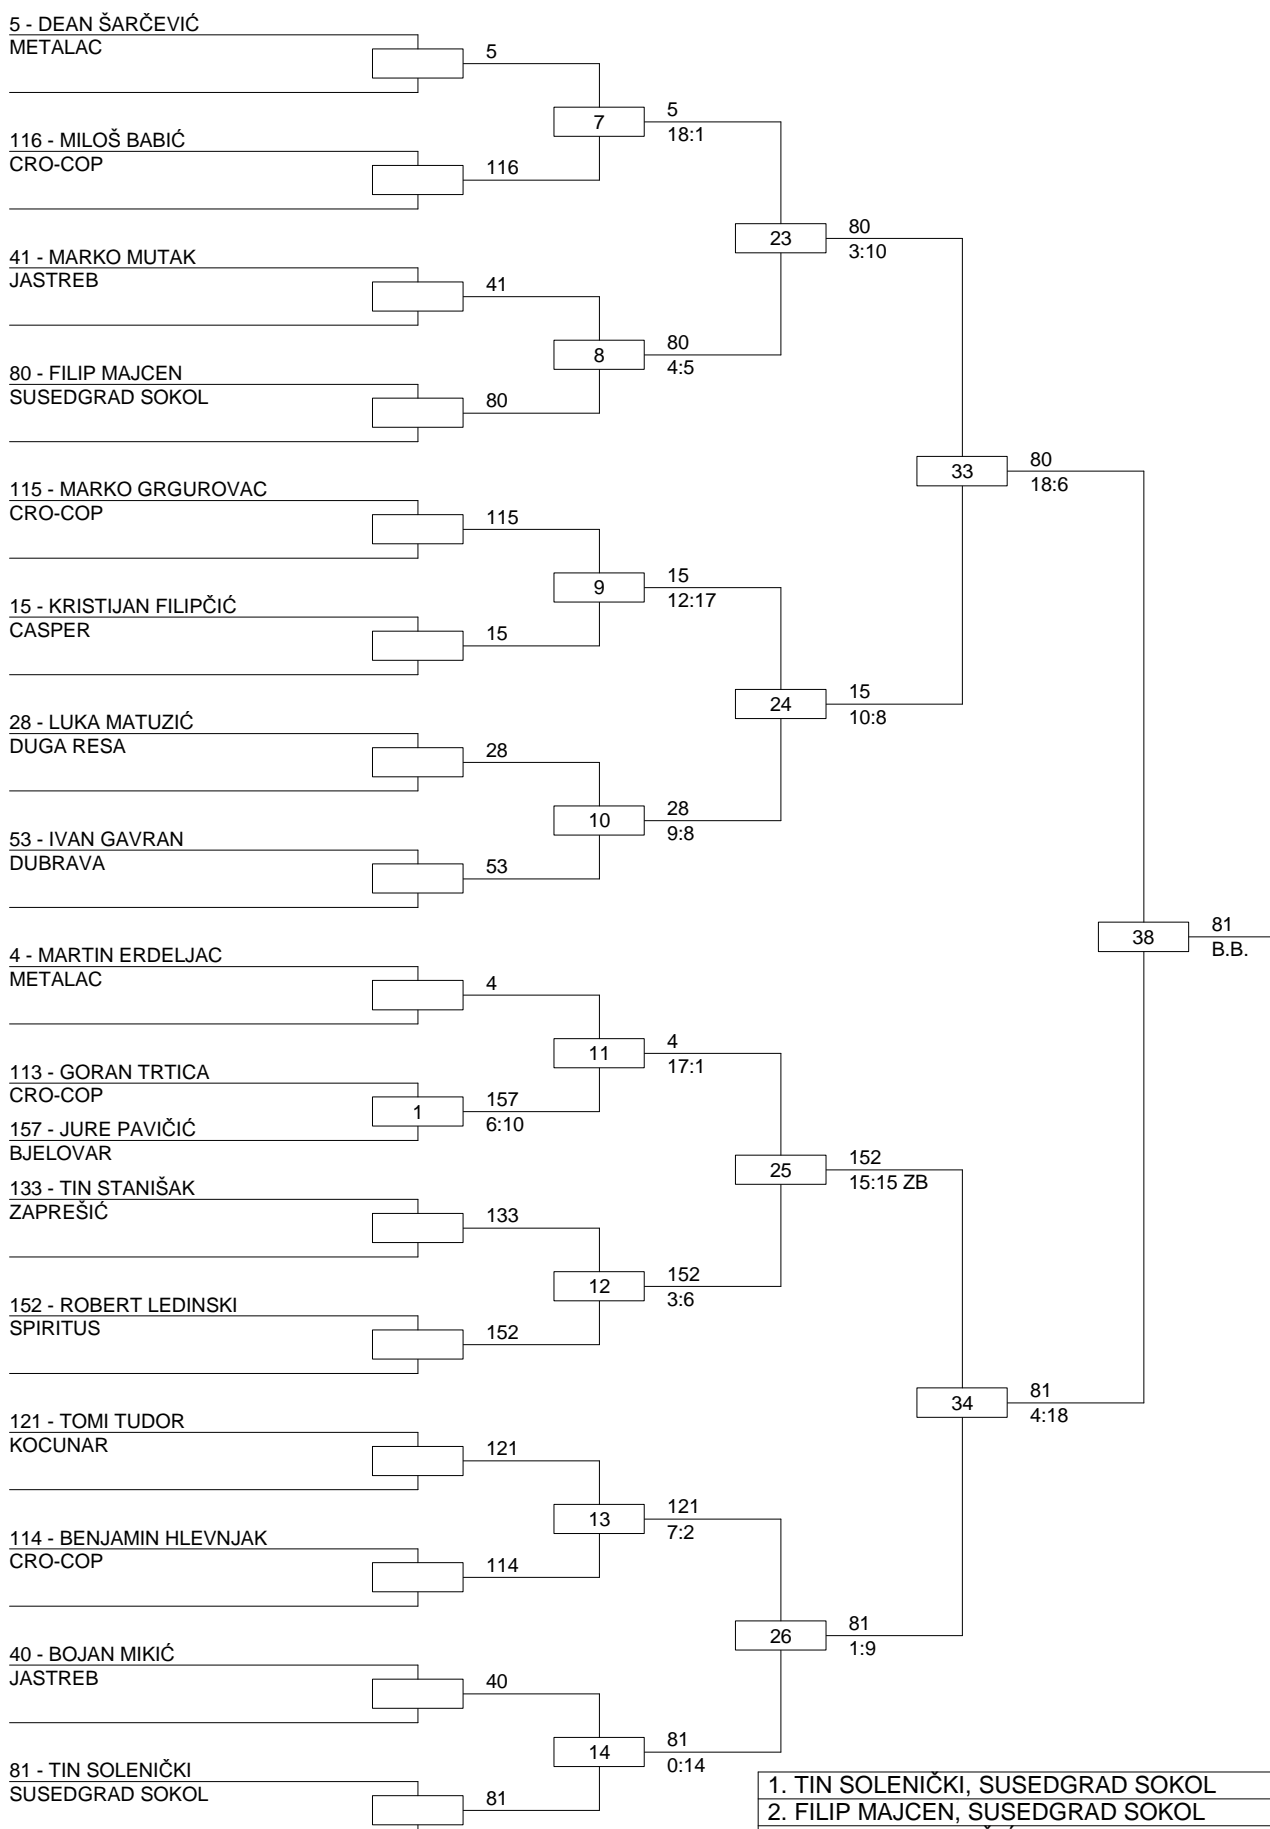 5 - DEAN ŠARČEVIĆ
METALAC
5
7
5
18:1
116 - MILOŠ BABIĆ
CRO-COP
116
23
80
3:10
41 - MARKO MUTAK
JASTREB
41
8
80
4:5
80 - FILIP MAJCEN
SUSEDGRAD SOKOL
80
33
80
18:6
115 - MARKO GRGUROVAC
CRO-COP
115
9
15
12:17
15 - KRISTIJAN FILIPČIĆ
CASPER
15
24
15
10:8
28 - LUKA MATUZIĆ
DUGA RESA
28
10
28
9:8
53 - IVAN GAVRAN
DUBRAVA
53
38
81
B.B.
4 - MARTIN ERDELJAC
METALAC
4
11
4
17:1
113 - GORAN TRTICA
CRO-COP
1
157
6:10
157 - JURE PAVIČIĆ
BJELOVAR
25
152
15:15 ZB
133 - TIN STANIŠAK
ZAPREŠIĆ
133
12
152
3:6
152 - ROBERT LEDINSKI
SPIRITUS
152
34
81
4:18
121 - TOMI TUDOR
KOCUNAR
121
13
121
7:2
114 - BENJAMIN HLEVNJAK
CRO-COP
114
26
81
1:9
40 - BOJAN MIKIĆ
JASTREB
40
14
81
0:14
81 - TIN SOLENIČKI
SUSEDGRAD SOKOL
81
1. TIN SOLENIČKI, SUSEDGRAD SOKOL
2. FILIP MAJCEN, SUSEDGRAD SOKOL